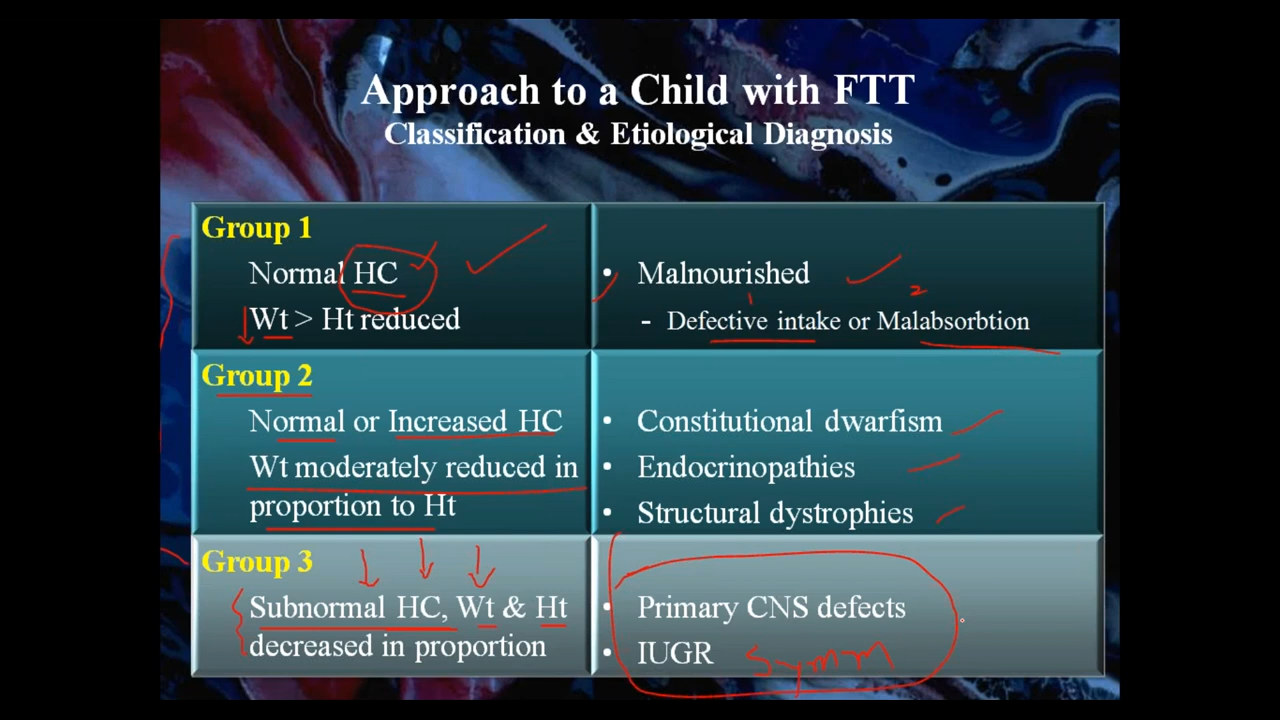 Approach to a Child with FTT
Classification & Etiological Diagnosis
Group 1
Normal HC
Wt > Ht reduced
• Malnourished
2
1
- Defective intake or Malabsorbtion
Group 2
Normal or Increased HC
Wt moderately reduced in
proportion to Ht
• Constitutional dwarfism
• Endocrinopathies
• Structural dystrophies
Group 3
Subnormal HC, Wt & Ht
decreased in proportion
• Primary CNS defects
• IUGR symm